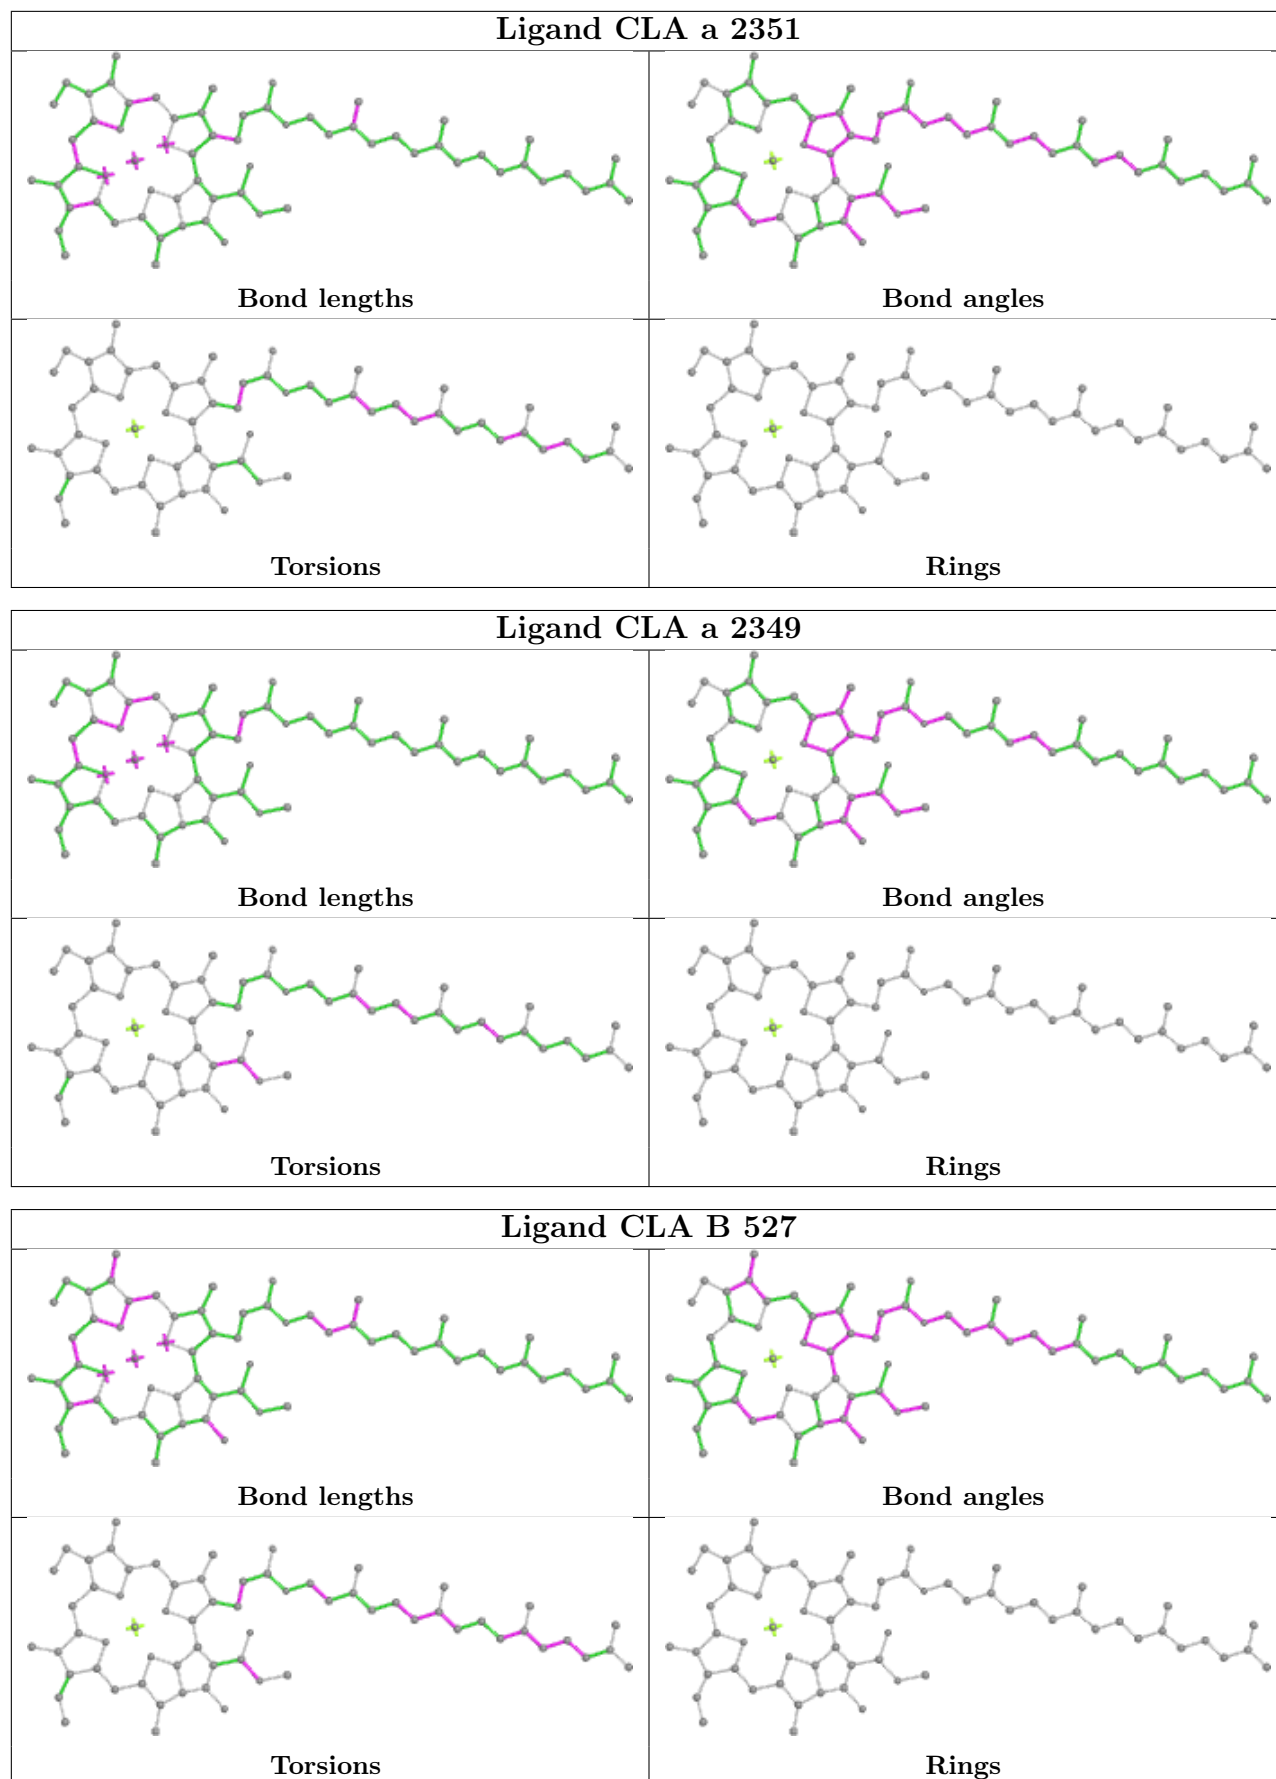 Ligand CLA a 2351
Bond lengths
Bond angles
Torsions
Rings
Ligand CLA a 2349
Bond lengths
Bond angles
Torsions
Rings
Ligand CLA B 527
Bond lengths
Bond angles
Torsions
Rings